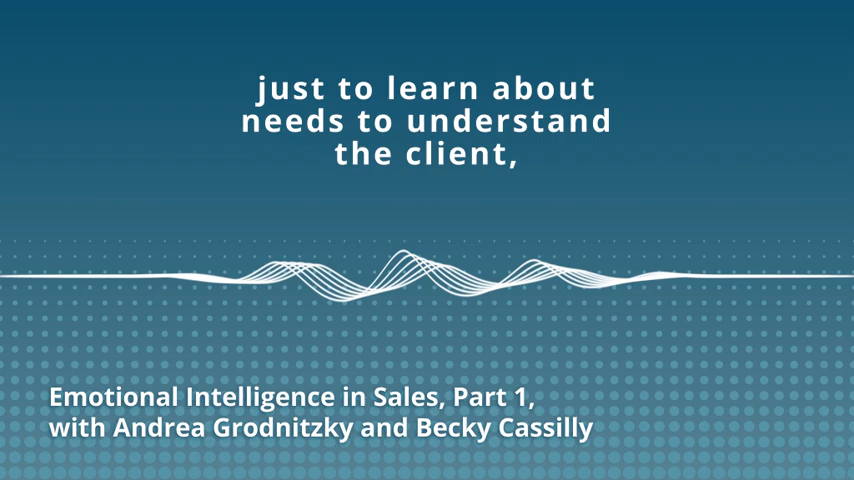 just to learn about
needs to understand
the client,
Emotional Intelligence in Sales, Part 1,
with Andrea Grodnitzky and Becky Cassilly